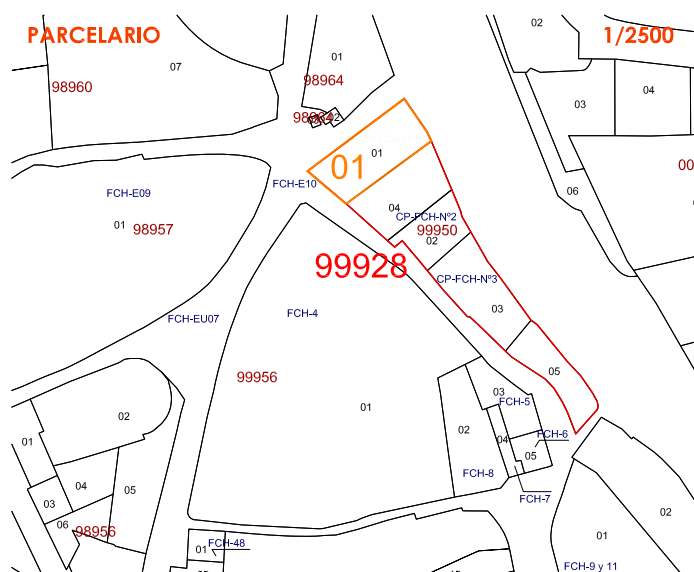 PARCELARIO
1/2500
02
01
07
98964
98960
04
03
02
01
01
00
FCH-E10
06
FCH-E09
04
CP-FCH-Nº2
01
98957
99950
02
99928
CP-FCH-Nº3
FCH-4
03
FCH-EU07
05
99956
03
01
FCH-5
02
02
FCH-6
01
04
05
04
05
FCH-8
03
FCH-7
02
06
98956
01
01
FCH-48
FCH-9 y 11